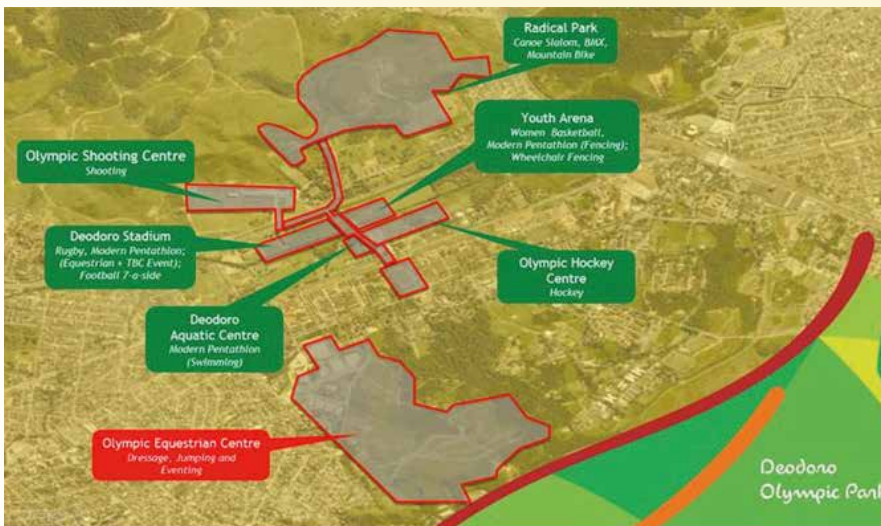 Radical Park
Canoe Slalom, BMX,
Mountain Bike
Youth Arena
Women Basketball,
Modern Pentathlon (Fencing);
Wheelchair Fencing
Olympic Shooting Centre
Shooting
Deodoro Stadium
Rugby, Modern Pentathlon;
(Equestrian + TBC Event);
Football 7-a-side
Olympic Hockey
Centre
Hockey
Deodoro
Aquatic Centre
Modern Pentathlon
(Swimming)
Olympic Equestrian Centre
Dressage, Jumping and
Eventing
Deodoro
Olympic Park